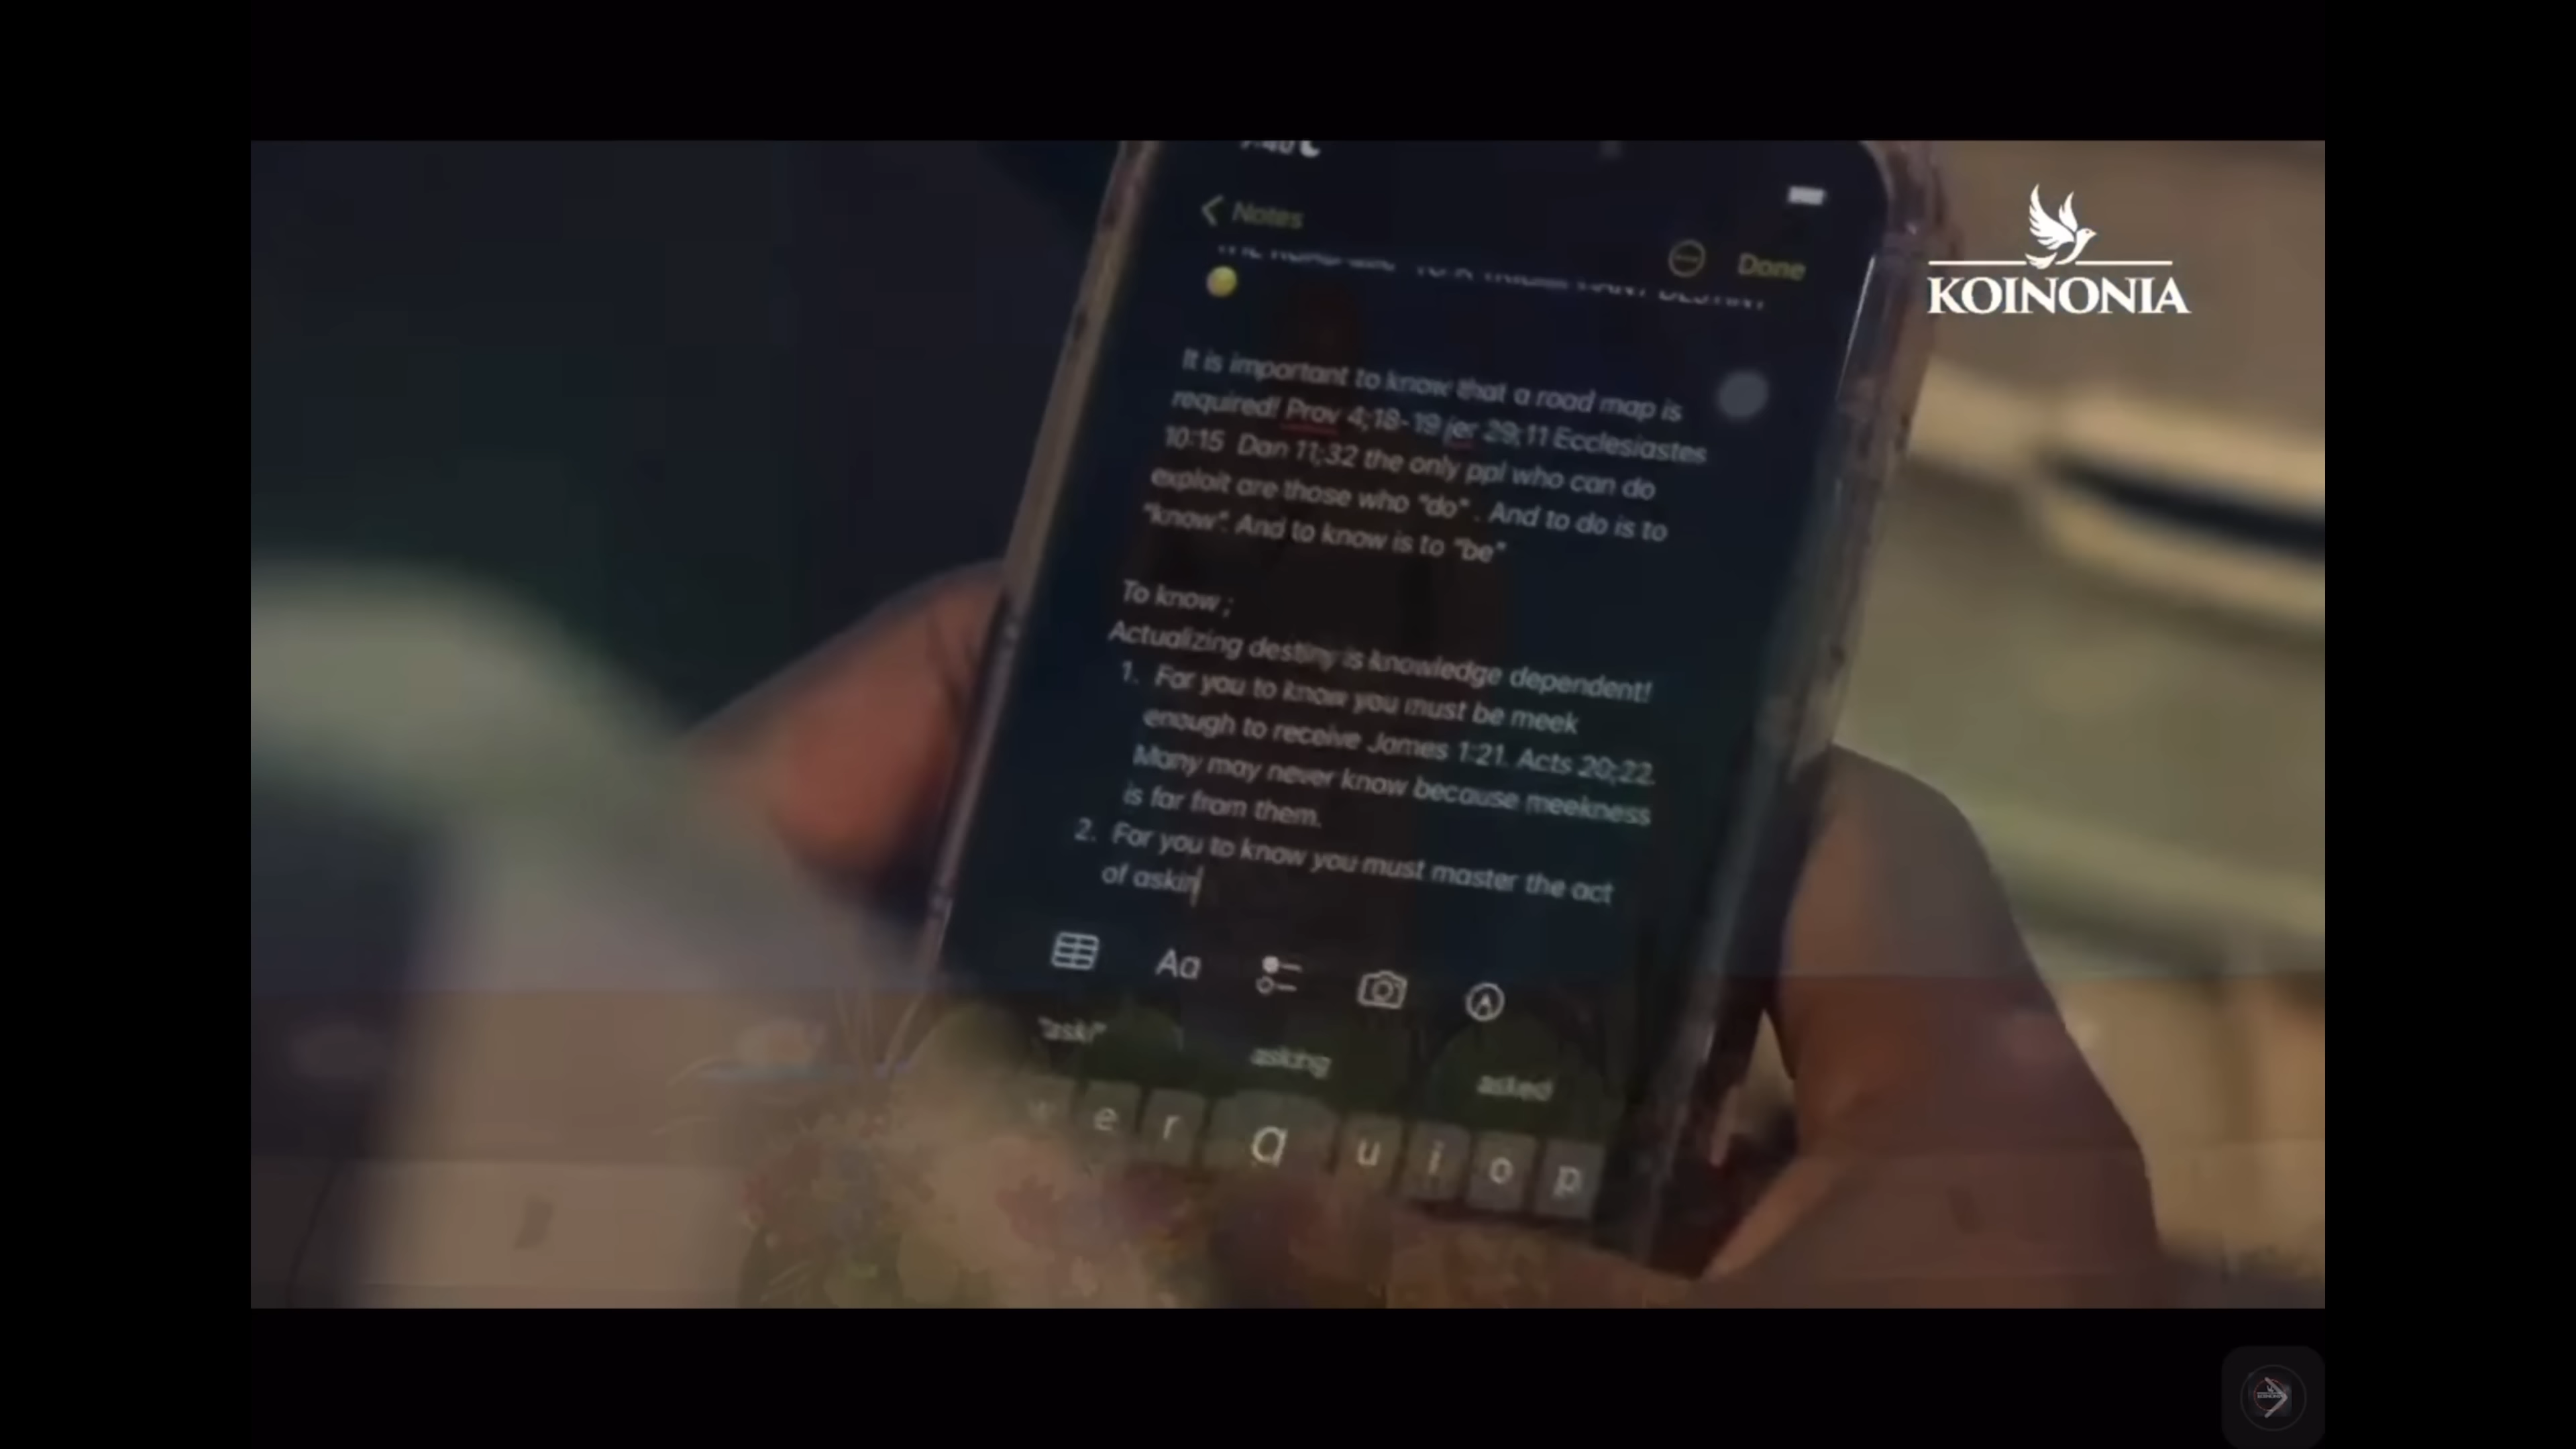 Notes
Done
KOINONIA
It is important to know that a road map is
required! Prov 4;18-19 jer 29;11 Ecclesiastes
10:15 Dan 11;32 the only ppl who can do
exploit are those who "do" . And to do is to
"know". And to know is to "be"
To know ;
Actualizing destiny is knowledge dependent!
1. For you to know you must be meek
enough to receive James 1:21. Acts 20;22.
Many may never know because meekness
is far from them.
2. For you to know you must master the act
of askin
Aa
"aski"
asking
asked
e r a u i o p